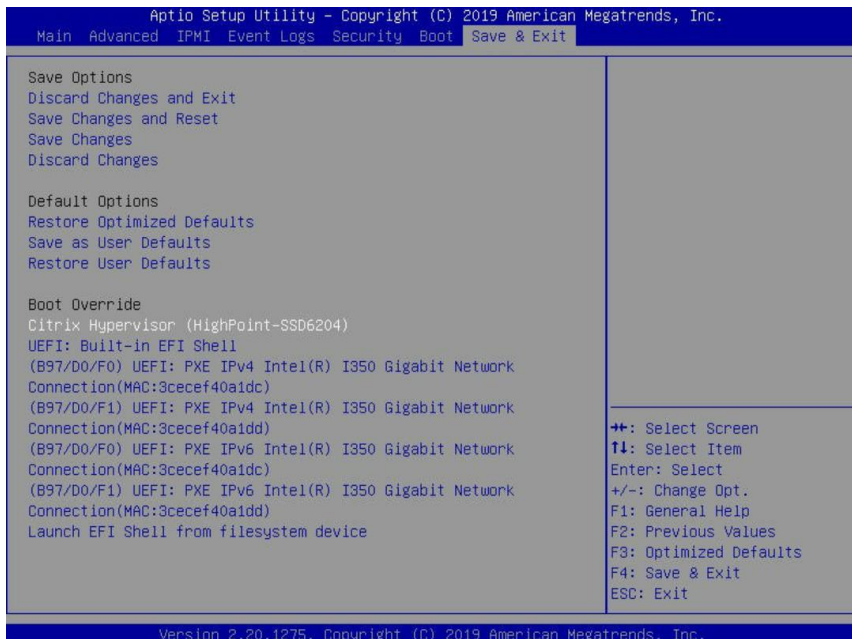 Aptio Setup Utility – Copyright (C) 2019 American Megatrends, Inc.
Main Advanced IPMI Event Logs Security Boot Save & Exit
Save Options
Discard Changes and Exit
Save Changes and Reset
Save Changes
Discard Changes
Default Options
Restore Optimized Defaults
Save as User Defaults
Restore User Defaults
Boot Override
Citrix Hypervisor (HighPoint-SSD6204)
UEFI: Built-in EFI Shell
(B97/D0/F0) UEFI: PXE IPv4 Intel(R) I350 Gigabit Network
Connection(MAC:3cecef40a1dc)
(B97/D0/F1) UEFI: PXE IPv4 Intel(R) I350 Gigabit Network
Connection(MAC:3cecef40a1dd)
(B97/D0/F0) UEFI: PXE IPv6 Intel(R) I350 Gigabit Network
Connection(MAC:3cecef40a1dc)
(B97/D0/F1) UEFI: PXE IPv6 Intel(R) I350 Gigabit Network
Connection(MAC:3cecef40a1dd)
Launch EFI Shell from filesystem device
→←: Select Screen
↑↓: Select Item
Enter: Select
+/-: Change Opt.
F1: General Help
F2: Previous Values
F3: Optimized Defaults
F4: Save & Exit
ESC: Exit
Version 2.20.1275. Copyright (C) 2019 American Megatrends, Inc.